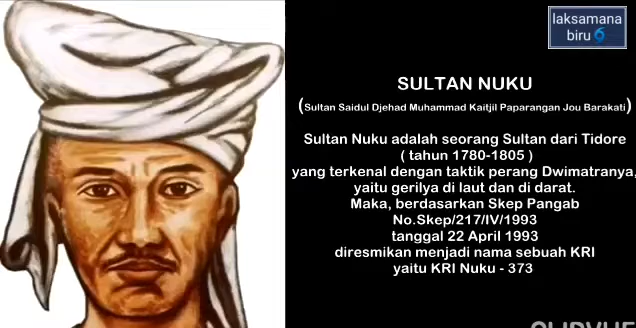 laksamana
biru
SULTAN NUKU
(Sultan Saidul Djehad Muhammad Kaitjil Paparangan Jou Barakati)
Sultan Nuku adalah seorang Sultan dari Tidore
( tahun 1780-1805 )
yang terkenal dengan taktik perang Dwimatranya,
yaitu gerilya di laut dan di darat.
Maka, berdasarkan Skep Pangab
No.Skep/217/IV/1993
tanggal 22 April 1993
diresmikan menjadi nama sebuah KRI
yaitu KRI Nuku - 373